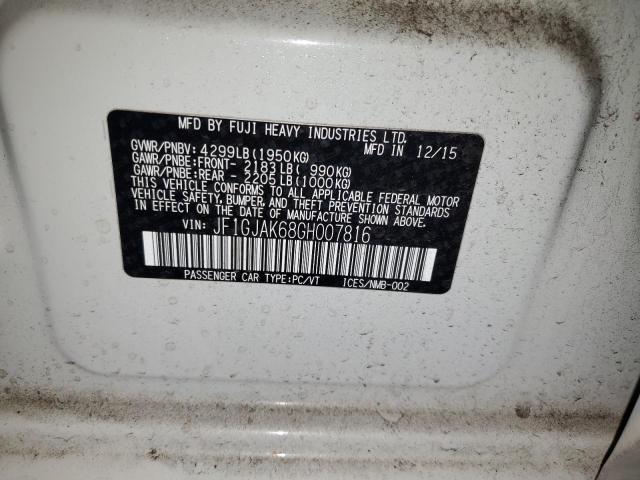 MFD BY FUJI HEAVY INDUSTRIES LTD.
GVWR/PNBV: 4299LB(1950KG) MFD IN 12/15
GAWR/PNBE:FRONT- 2183LB( 990KG)
GAWR/PNBE:REAR - 2205LB(1000KG)
THIS VEHICLE CONFORMS TO ALL APPLICABLE FEDERAL MOTOR
VEHICLE SAFETY, BUMPER, AND THEFT PREVENTION STANDARDS
IN EFFECT ON THE DATE OF MANUFACTURE SHOWN ABOVE.
VIN: JF1GJAK68GH007816
PASSENGER CAR TYPE:PC/VT ICES/NMB-002